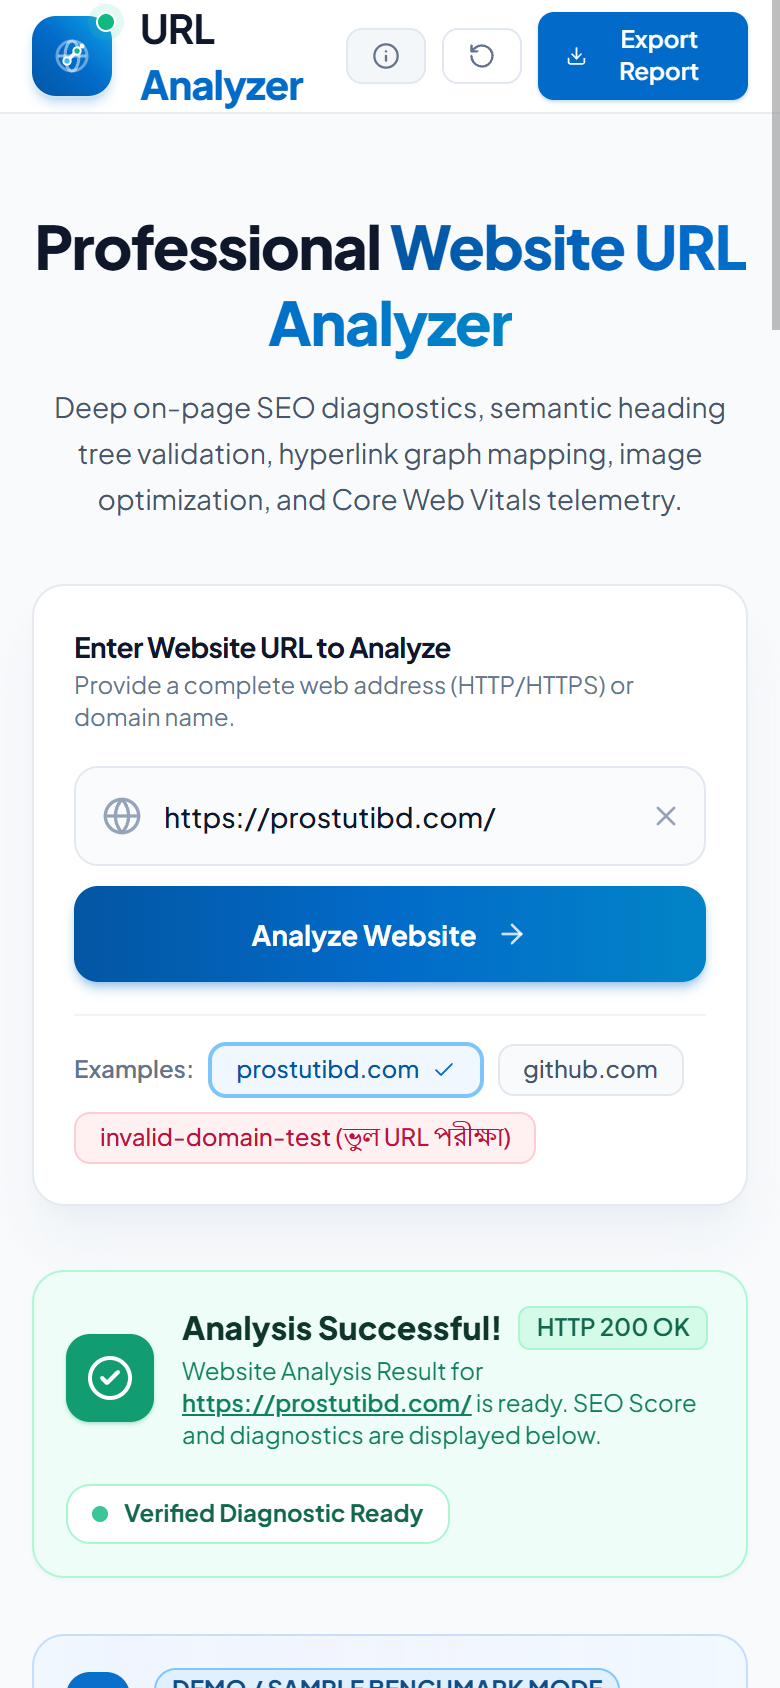 URL
Analyzer
Export
Report
Professional Website URL
Analyzer
Deep on-page SEO diagnostics, semantic heading
tree validation, hyperlink graph mapping, image
optimization, and Core Web Vitals telemetry.
Enter Website URL to Analyze
Provide a complete web address (HTTP/HTTPS) or
domain name.
https://prostutibd.com/
Analyze Website
Examples: prostutibd.com github.com
invalid-domain-test (ভুল URL পরীক্ষা)
Analysis Successful! HTTP 200 OK
Website Analysis Result for
https://prostutibd.com/ is ready. SEO Score
and diagnostics are displayed below.
Verified Diagnostic Ready
DEMO / SAMPLE BENCHMARK MODE